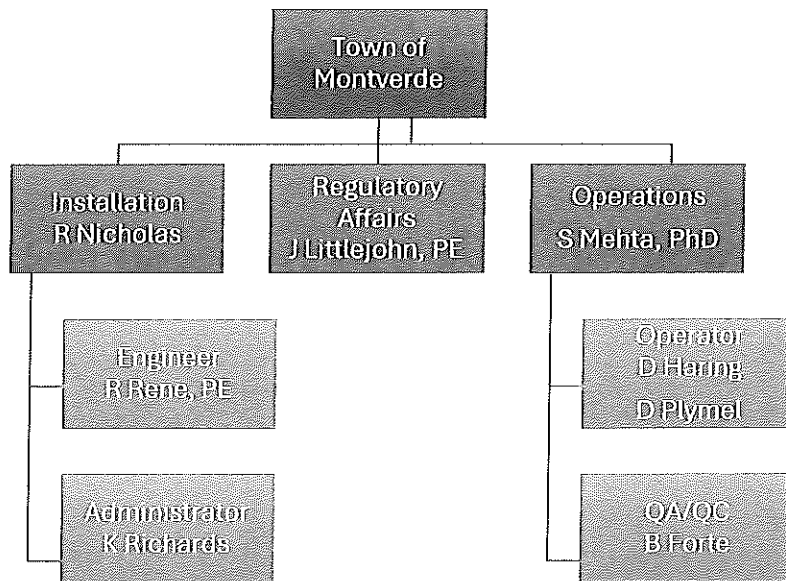 Town of
Montverde
Installation
R Nicholas
Regulatory
Affairs
J Littlejohn, PE
Operations
S Mehta, PhD
Engineer
R Rene, PE
Operator
D Haring
D Plymel
Administrator
K Richards
QA/QC
B Forte